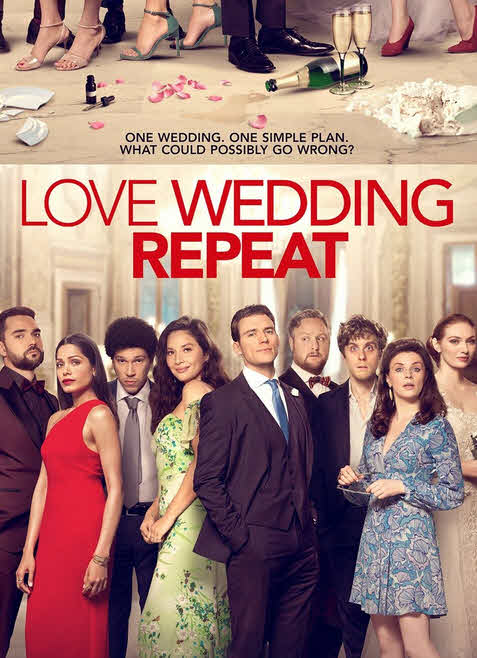 ONE WEDDING. ONE SIMPLE PLAN.
WHAT COULD POSSIBLY GO WRONG?
LOVE WEDDING
REPEAT